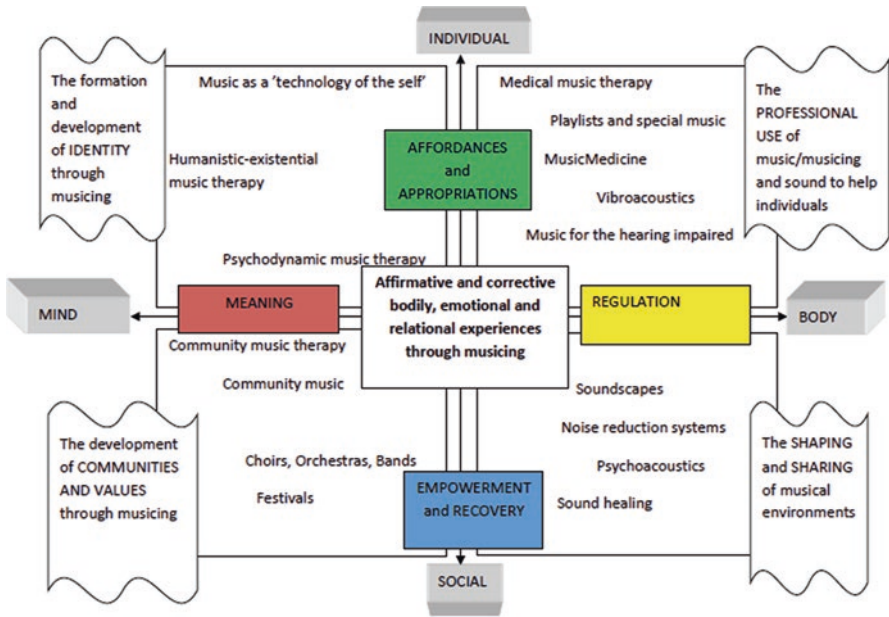 INDIVIDUAL
The formation
and
development
of IDENTITY
through
musicing
Music as a 'technology of the self'
Humanistic-existential
music therapy
Psychodynamic music therapy
AFFORDANCES
and
APPROPRIATIONS
Medical music therapy
Playlists and special music
MusicMedicine
Vibroacoustics
Music for the hearing impaired
The
PROFESSIONAL
USE of
music/musicing
and sound to help
individuals
MIND
MEANING
Affirmative and corrective
bodily, emotional and
relational experiences
through musicing
REGULATION
BODY
The development
of COMMUNITIES
AND VALUES
through musicing
Community music therapy
Community music
Choirs, Orchestras, Bands
Festivals
EMPOWERMENT
and RECOVERY
Soundscapes
Noise reduction systems
Psychoacoustics
Sound healing
The SHAPING
and SHARING
of musical
environments
SOCIAL